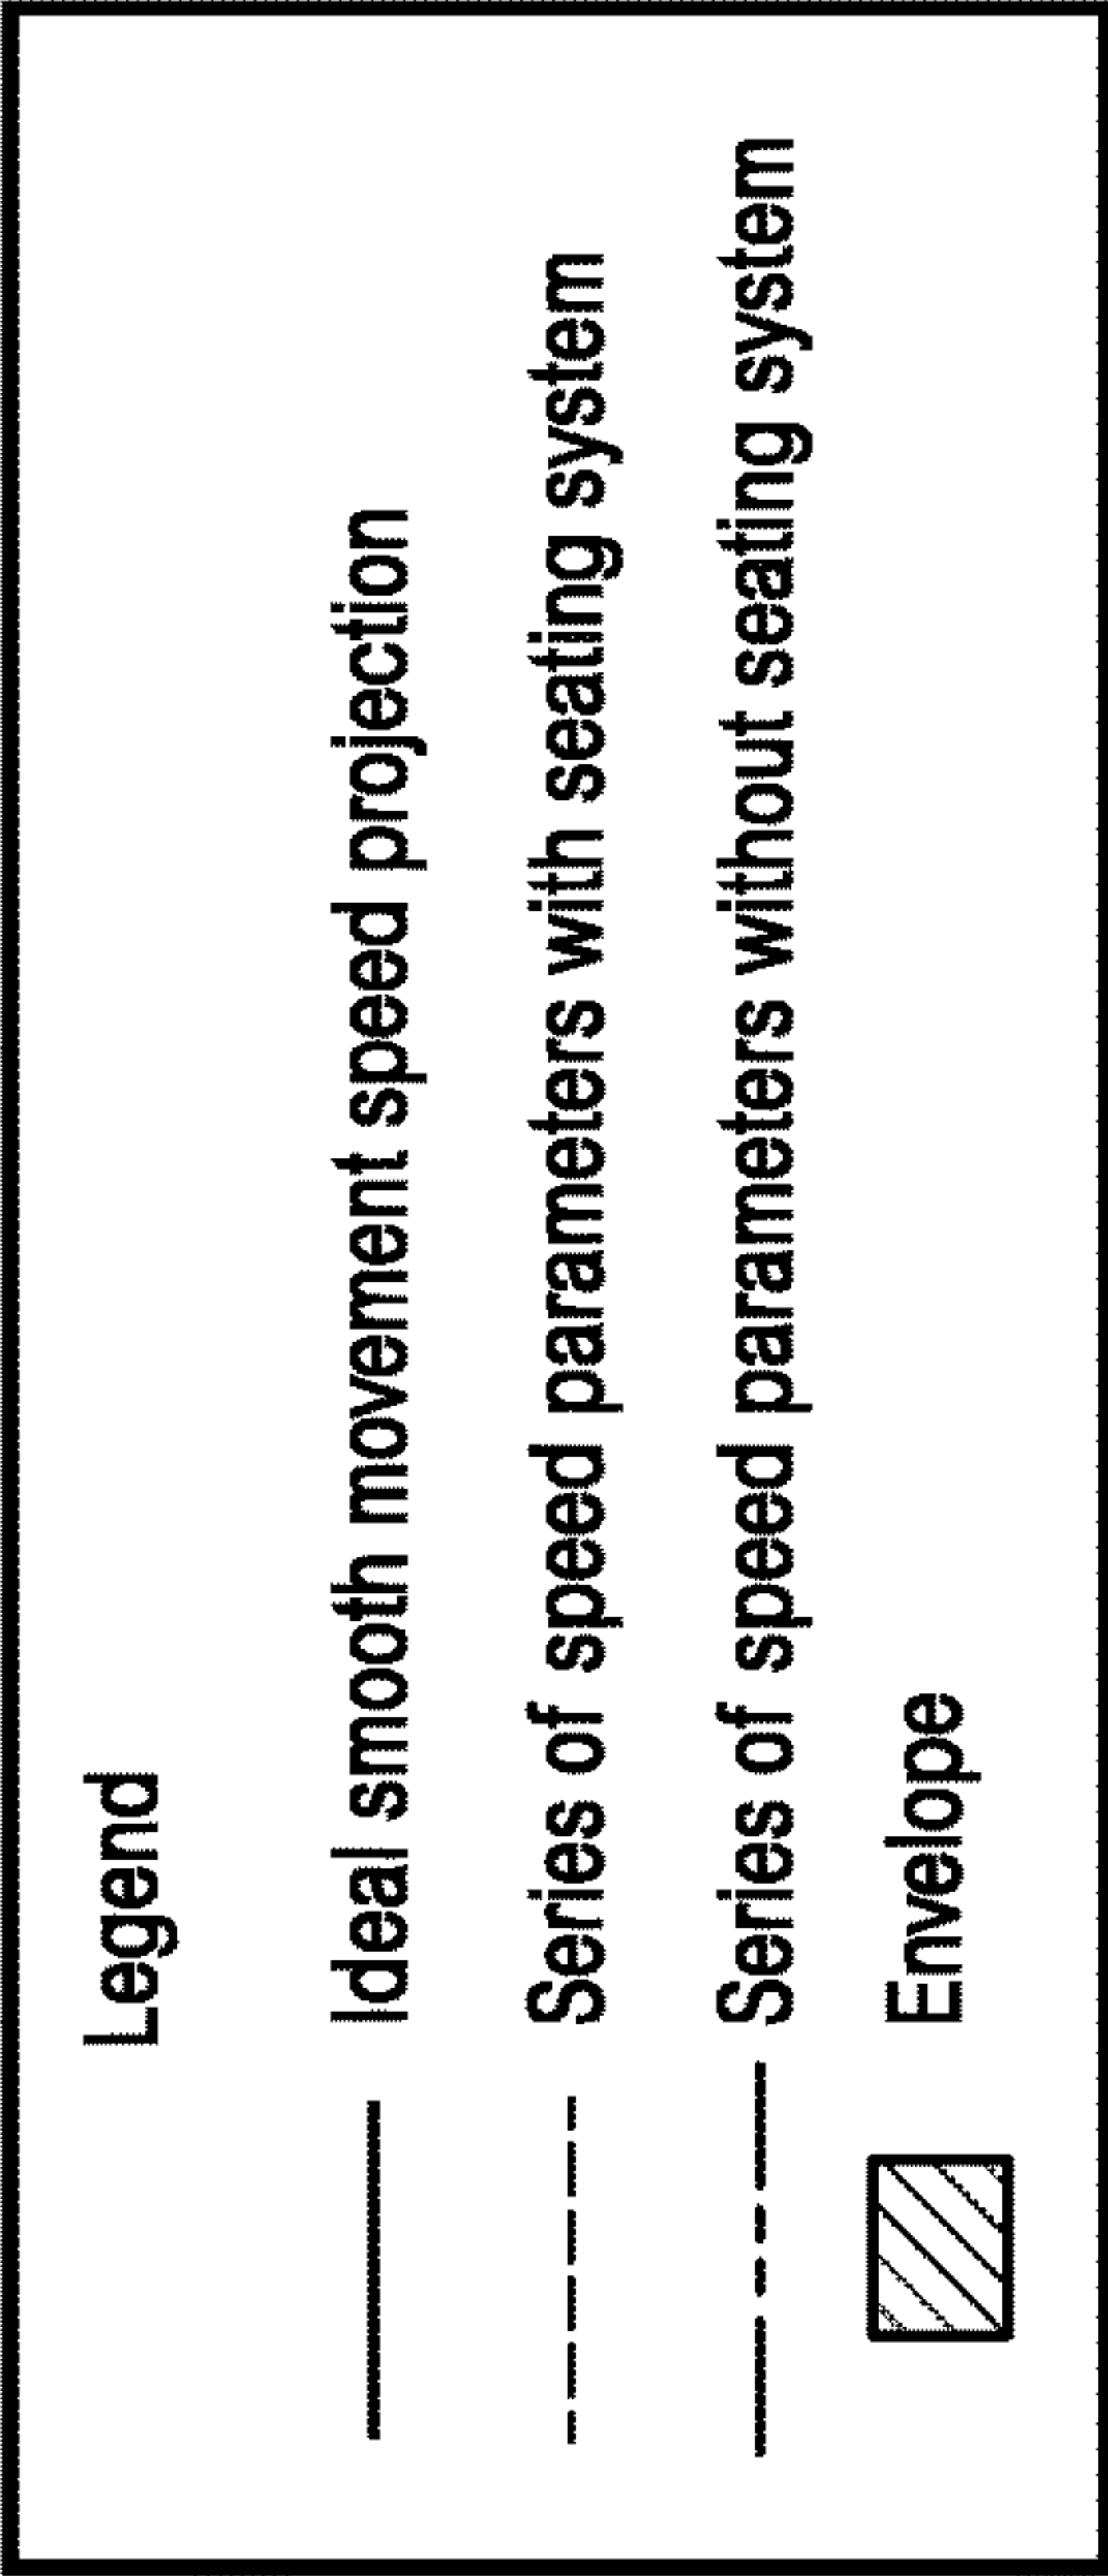 Legend
Ideal smooth movement speed projection
Series of speed parameters with seating system
Series of speed parameters without seating system
Envelope